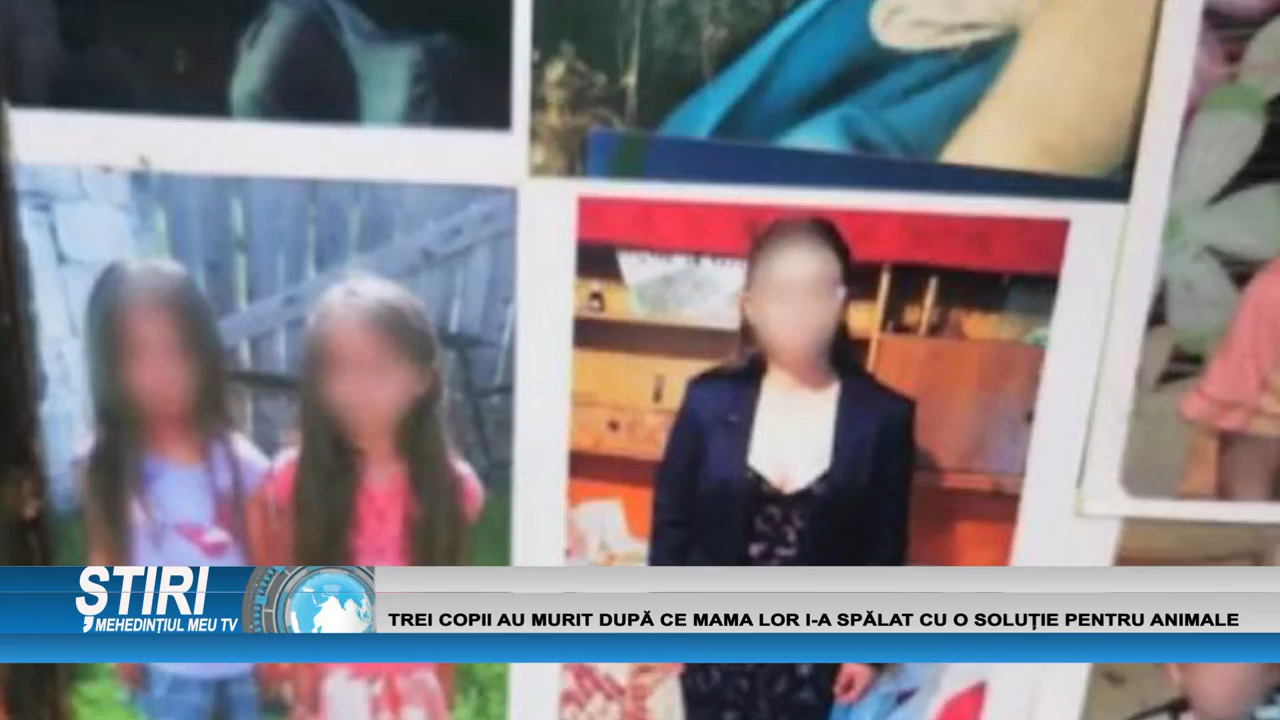 ȘTIRI
MEHEDINȚIUL MEU TV
TREI COPII AU MURIT DUPĂ CE MAMA LOR I-A SPĂLAT CU O SOLUȚIE PENTRU ANIMALE